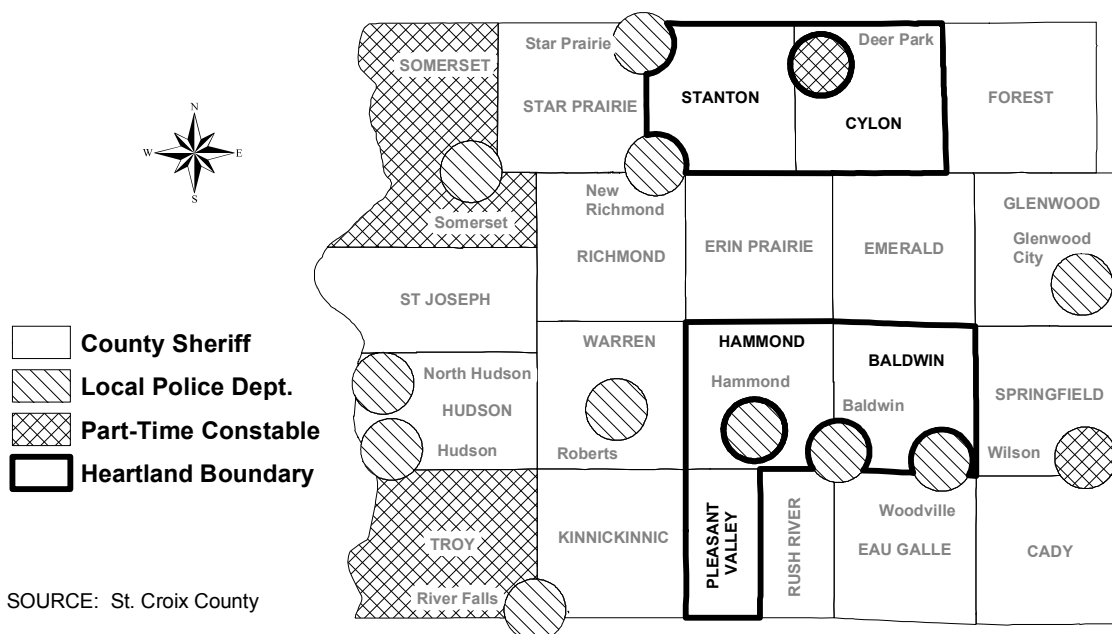 Star Prairie
Deer Park
SOMERSET
STANTON
FOREST
STAR PRAIRIE
CYLON
N
W
E
S
New
Richmond
GLENWOOD
Somerset
Glenwood
City
ERIN PRAIRIE
EMERALD
RICHMOND
ST JOSEPH
County Sheriff
WARREN
HAMMOND
BALDWIN
North Hudson
Hammond
Local Police Dept.
SPRINGFIELD
Baldwin
HUDSON
Part-Time Constable
Hudson
Roberts
Wilson
Heartland Boundary
Woodville
PLEASANT
VALLEY
RUSH RIVER
KINNICKINNIC
TROY
EAU GALLE
CADY
River Falls
SOURCE: St. Croix County